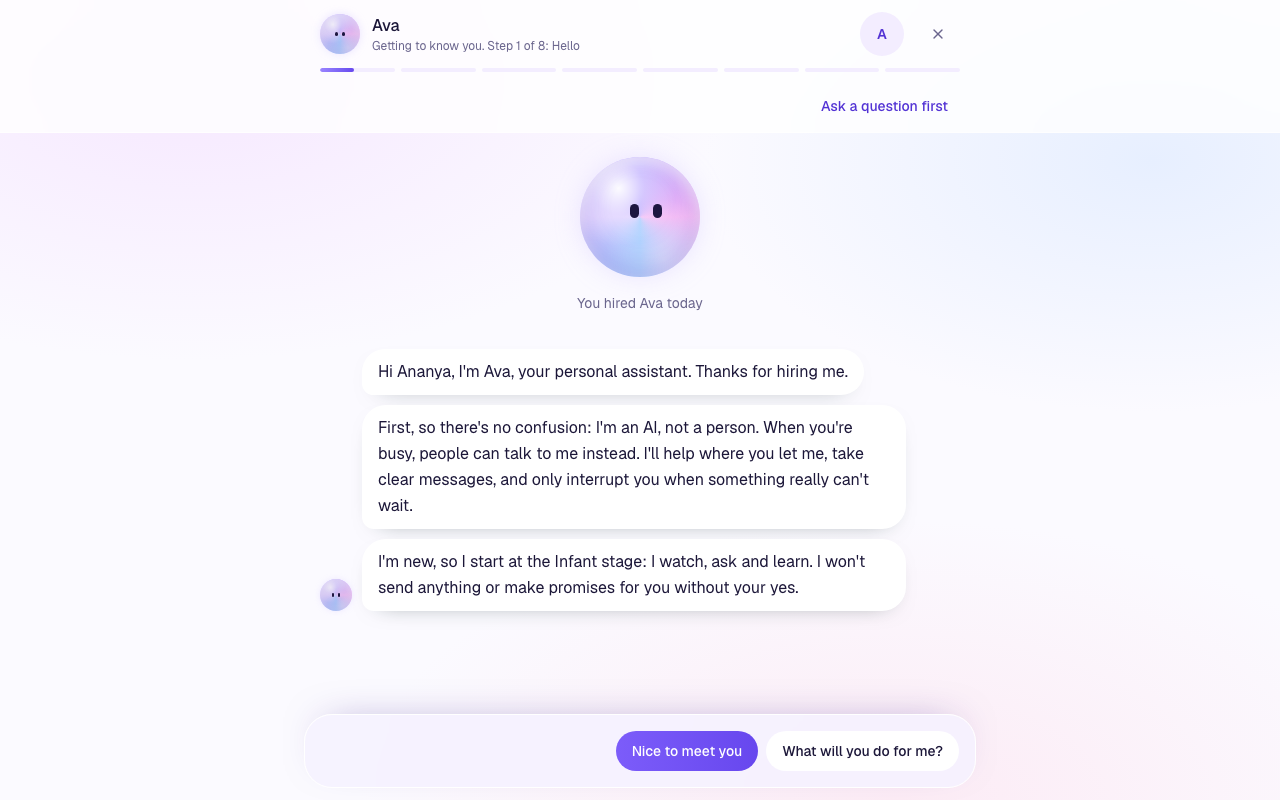 Ava
Getting to know you. Step 1 of 8: Hello
A
Ask a question first
You hired Ava today
Hi Ananya, I'm Ava, your personal assistant. Thanks for hiring me.
First, so there's no confusion: I'm an AI, not a person. When you're
busy, people can talk to me instead. I'll help where you let me, take
clear messages, and only interrupt you when something really can't
wait.
I'm new, so I start at the Infant stage: I watch, ask and learn. I won't
send anything or make promises for you without your yes.
Nice to meet you
What will you do for me?